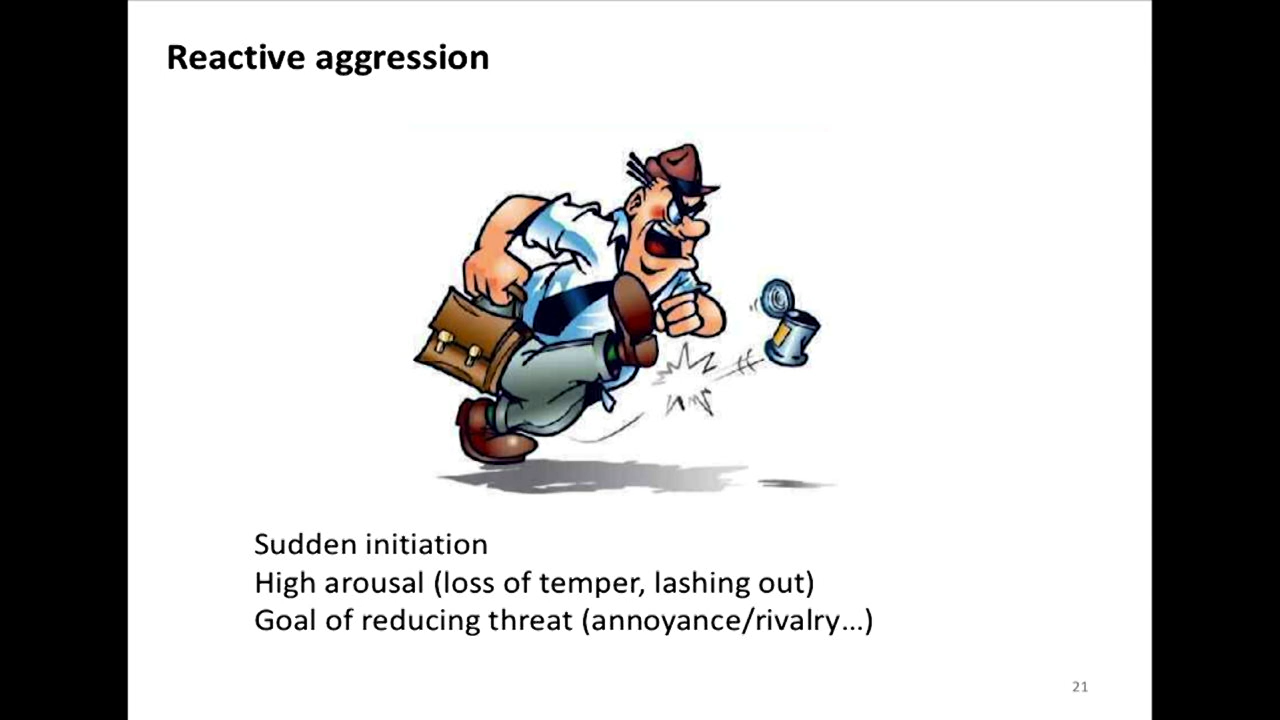 Reactive aggression
Sudden initiation
High arousal (loss of temper, lashing out)
Goal of reducing threat (annoyance/rivalry...)
21